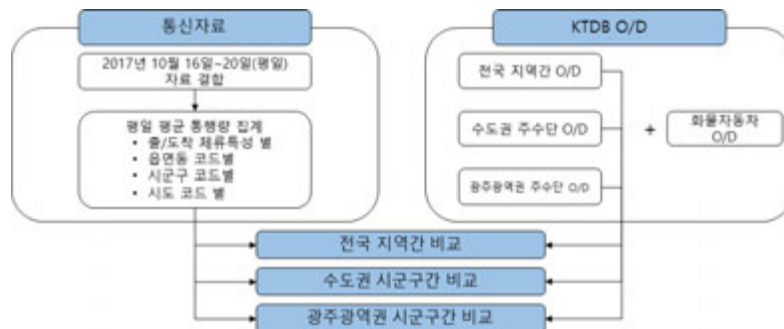 통신자료
2017년 10월 16일~20일(평일)
자료 결합
평일 평균 통행량 집계
• 출/도착 체류특성 별
• 읍면동 코드별
• 시군구 코드별
• 시도 코드 별
KTDB O/D
전국 지역간 O/D
수도권 주수단 O/D
광주광역권 주수단 O/D
+
화물자동차
O/D
전국 지역간 비교
수도권 시군구간 비교
광주광역권 시군구간 비교